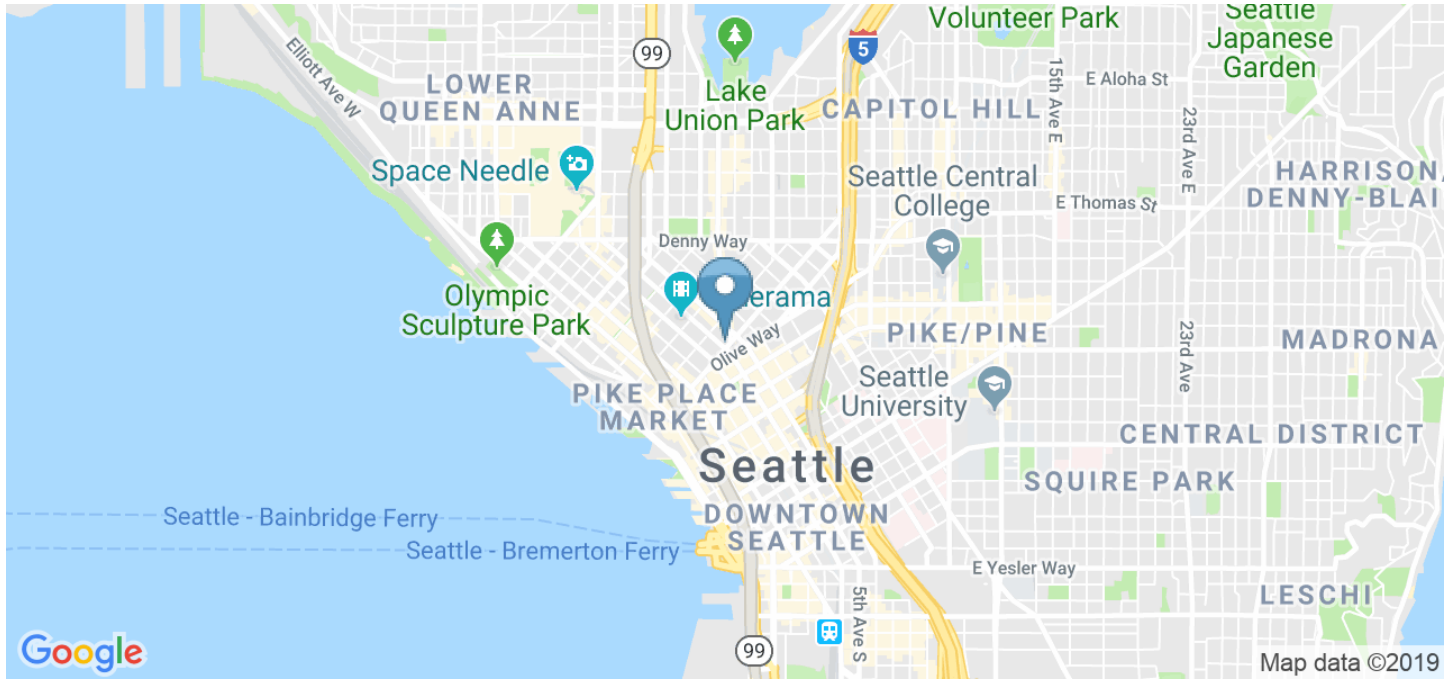 Volunteer Park
Seattle
Japanese
Garden
Elliott Ave W
99
5
LOWER
QUEEN ANNE
Lake
Union Park
CAPITOL HILL
15th Ave E
E Aloha St
23rd Ave E
Space Needle
Seattle Central
College
E Thomas St
HARRISON
DENNY-BLAI
Denny Way
Olympic
Sculpture Park
erama
Olive Way
PIKE/PINE
23rd Ave
MADRONA
PIKE PLACE
MARKET
Seattle
University
CENTRAL DISTRICT
Seattle
SQUIRE PARK
DOWNTOWN
SEATTLE
Seattle - Bainbridge Ferry
Seattle - Bremerton Ferry
E Yesler Way
LESCHI
5th Ave S
99
Google
Map data ©2019